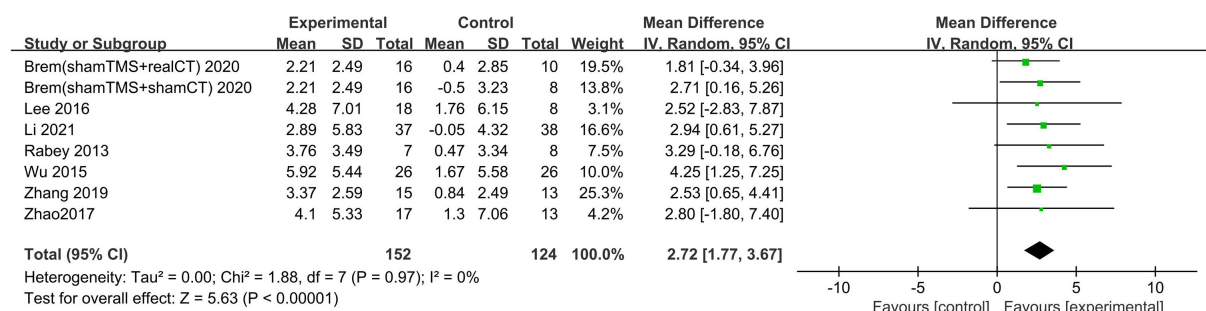 Experimental Control Mean Difference Mean Difference
Study or Subgroup Mean SD Total Mean SD Total Weight IV, Random, 95% CI IV, Random, 95% CI
Brem(shamTMS+realCT) 2020 2.21 2.49 16 0.4 2.85 10 19.5% 1.81 [-0.34, 3.96]
Brem(shamTMS+shamCT) 2020 2.21 2.49 16 -0.5 3.23 8 13.8% 2.71 [0.16, 5.26]
Lee 2016 4.28 7.01 18 1.76 6.15 8 3.1% 2.52 [-2.83, 7.87]
Li 2021 2.89 5.83 37 -0.05 4.32 38 16.6% 2.94 [0.61, 5.27]
Rabey 2013 3.76 3.49 7 0.47 3.34 8 7.5% 3.29 [-0.18, 6.76]
Wu 2015 5.92 5.44 26 1.67 5.58 26 10.0% 4.25 [1.25, 7.25]
Zhang 2019 3.37 2.59 15 0.84 2.49 13 25.3% 2.53 [0.65, 4.41]
Zhao2017 4.1 5.33 17 1.3 7.06 13 4.2% 2.80 [-1.80, 7.40]
Total (95% CI) 152 124 100.0% 2.72 [1.77, 3.67]
Heterogeneity: Tau² = 0.00; Chi² = 1.88, df = 7 (P = 0.97); I² = 0%
Test for overall effect: Z = 5.63 (P < 0.00001)
-10 -5 0 5 10
Favours [control] Favours [experimental]